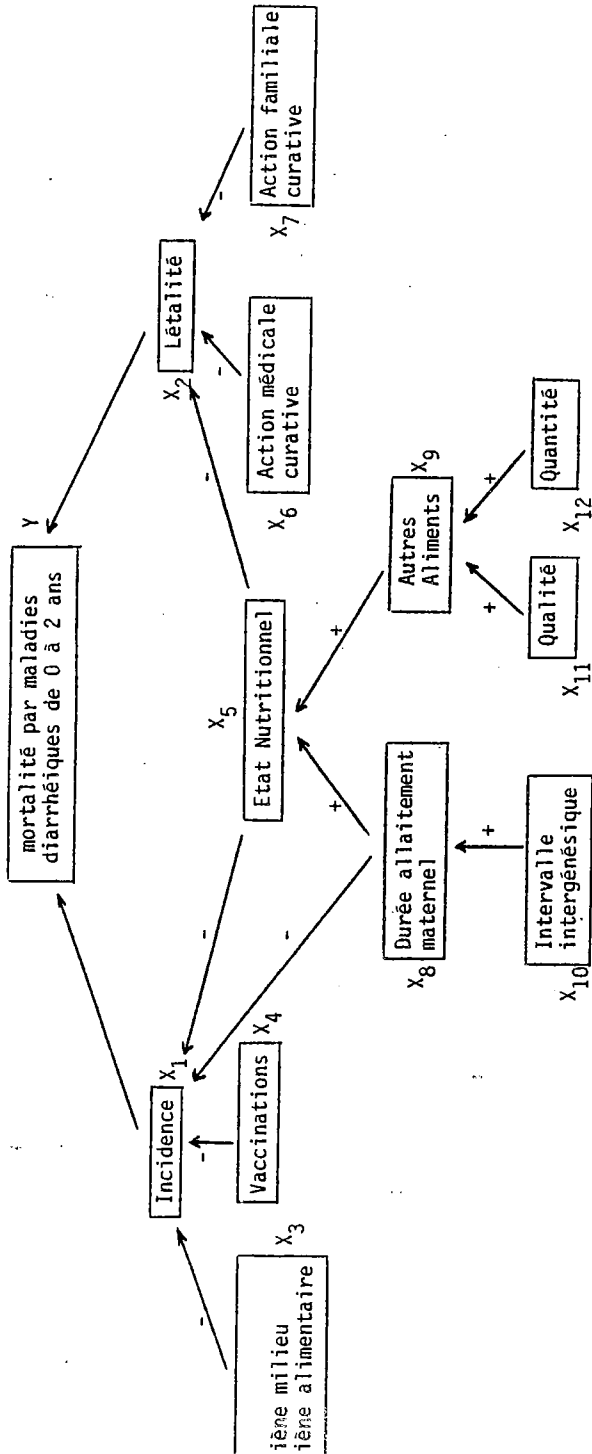 mortalité par maladies
diarrhéiques de 0 à 2 ans
Y
Incidence
X1
Létalité
X2
-
-
-
-
-
-
-
milieu
alimentaire
X3
Vaccinations
X4
Etat Nutritionnel
X5
Action médicale
curative
X6
Action familiale
curative
X7
+
+
Durée allaitement
maternel
X8
Autres
Aliments
X9
+
+
+
Intervalle
intergénésique
X10
Qualité
X11
Quantité
X12